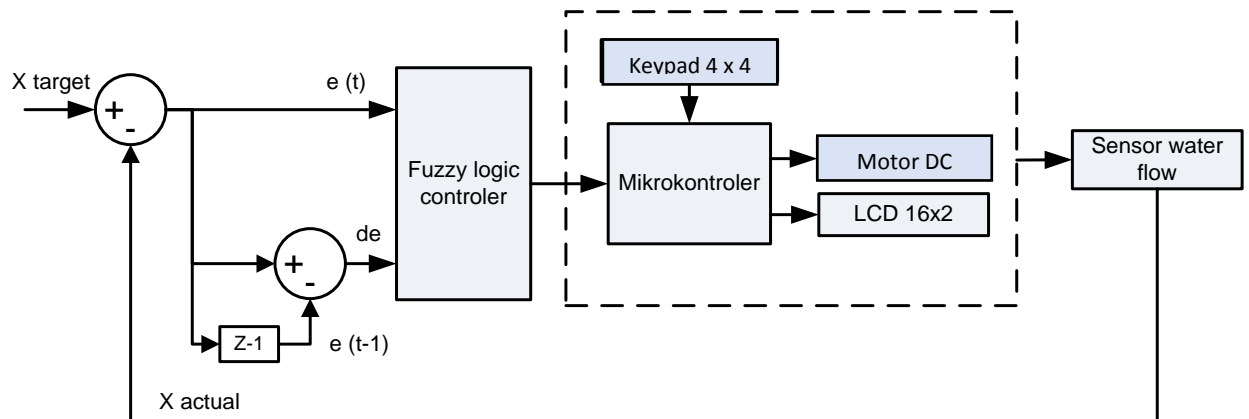 X target
+
-
e (t)
Fuzzy logic
controler
+
-
de
Z-1
e (t-1)
X actual
Keypad 4 x 4
Mikrokontroler
Motor DC
LCD 16x2
Sensor water
flow